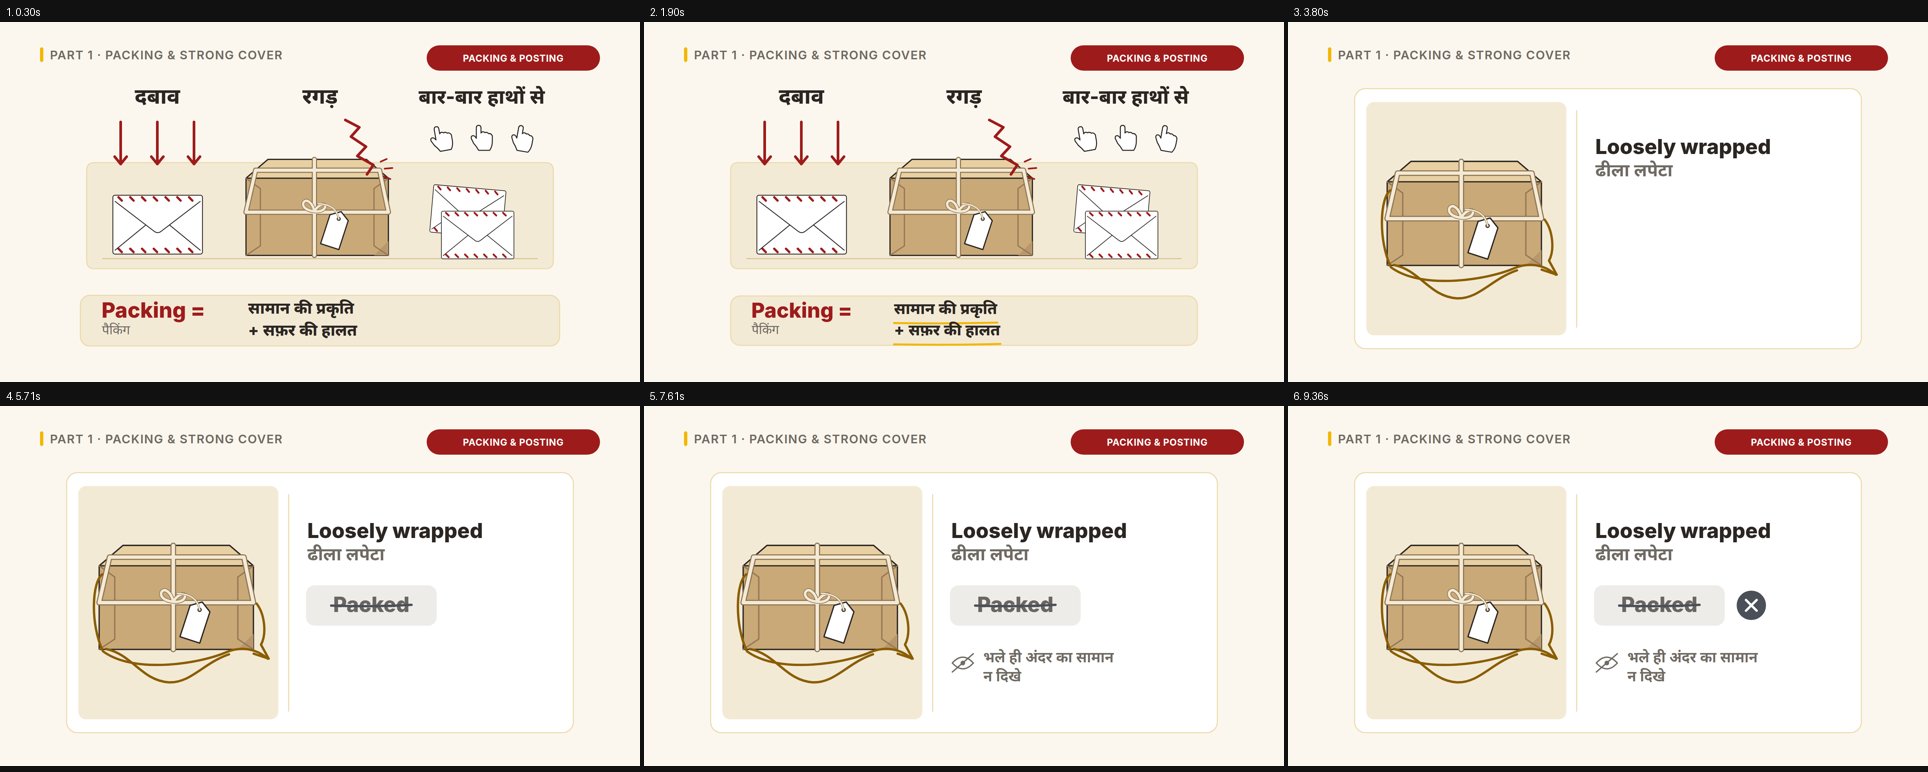 1. 0.30s
PART 1 · PACKING & STRONG COVER
PACKING & POSTING
दबाव
रगड़
बार-बार हाथों से
Packing =
पैकिंग
सामान की प्रकृति
+ सफ़र की हालत
2. 1.90s
PART 1 · PACKING & STRONG COVER
PACKING & POSTING
दबाव
रगड़
बार-बार हाथों से
Packing =
पैकिंग
सामान की प्रकृति
+ सफ़र की हालत
3. 3.80s
PART 1 · PACKING & STRONG COVER
PACKING & POSTING
Loosely wrapped
ढीला लपेटा
4. 5.71s
PART 1 · PACKING & STRONG COVER
PACKING & POSTING
Loosely wrapped
ढीला लपेटा
Packed
5. 7.61s
PART 1 · PACKING & STRONG COVER
PACKING & POSTING
Loosely wrapped
ढीला लपेटा
Packed
भले ही अंदर का सामान
न दिखे
6. 9.36s
PART 1 · PACKING & STRONG COVER
PACKING & POSTING
Loosely wrapped
ढीला लपेटा
Packed
भले ही अंदर का सामान
न दिखे